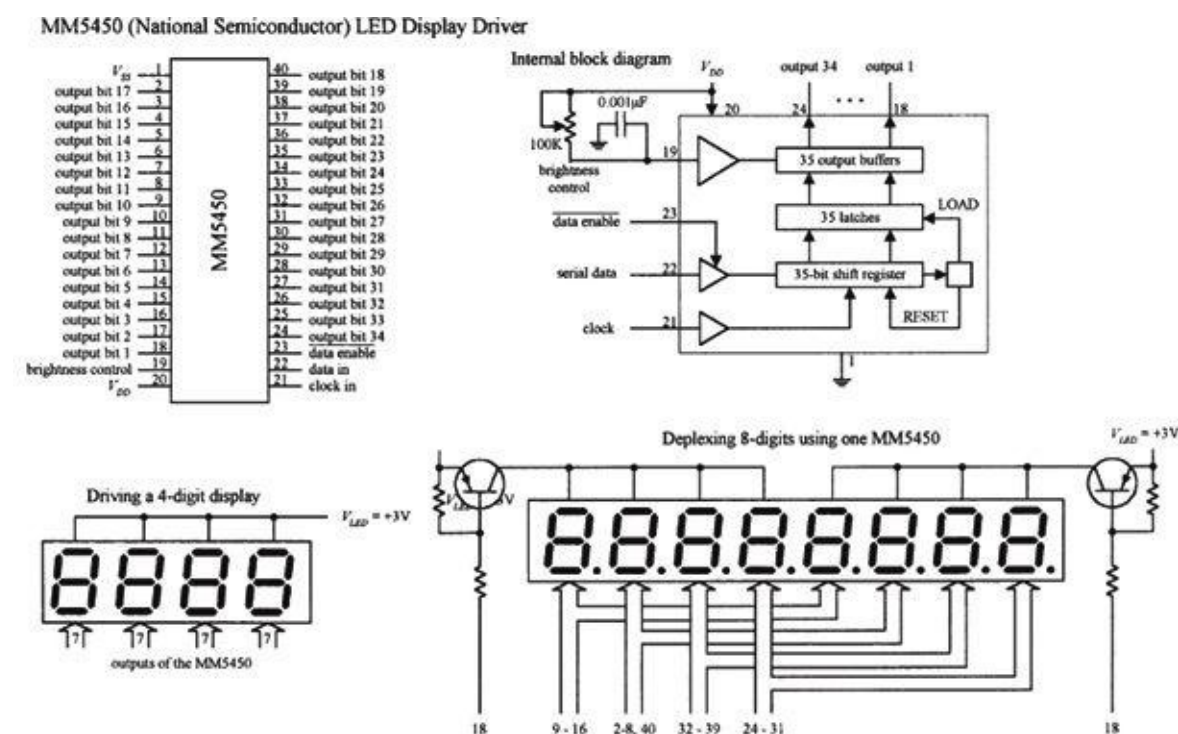 MM5450 (National Semiconductor) LED Display Driver
V_SS 1
output bit 17 2
output bit 16 3
output bit 15 4
output bit 14 5
output bit 13 6
output bit 12 7
output bit 11 8
output bit 10 9
output bit 9 10
output bit 8 11
output bit 7 12
output bit 6 13
output bit 5 14
output bit 4 15
output bit 3 16
output bit 2 17
output bit 1 18
brightness control 19
V_DD 20
MM5450
40 output bit 18
39 output bit 19
38 output bit 20
37 output bit 21
36 output bit 22
35 output bit 23
34 output bit 24
33 output bit 25
32 output bit 26
31 output bit 27
30 output bit 28
29 output bit 29
28 output bit 30
27 output bit 31
26 output bit 32
25 output bit 33
24 output bit 34
23 data enable
22 data in
21 clock in
Internal block diagram
V_DD
output 34
output 1
• • •
0.001µF
20
24
18
100K
19
brightness
control
35 output buffers
LOAD
data enable
23
35 latches
serial data
22
35-bit shift register
RESET
clock
21
1
Driving a 4-digit display
V_LED = +3V
7 7 7 7
outputs of the MM5450
Deplexing 8-digits using one MM5450
V_LED = +3V
V_LED
V
18
9 - 16
2-8, 40
32 - 39
24 - 31
18